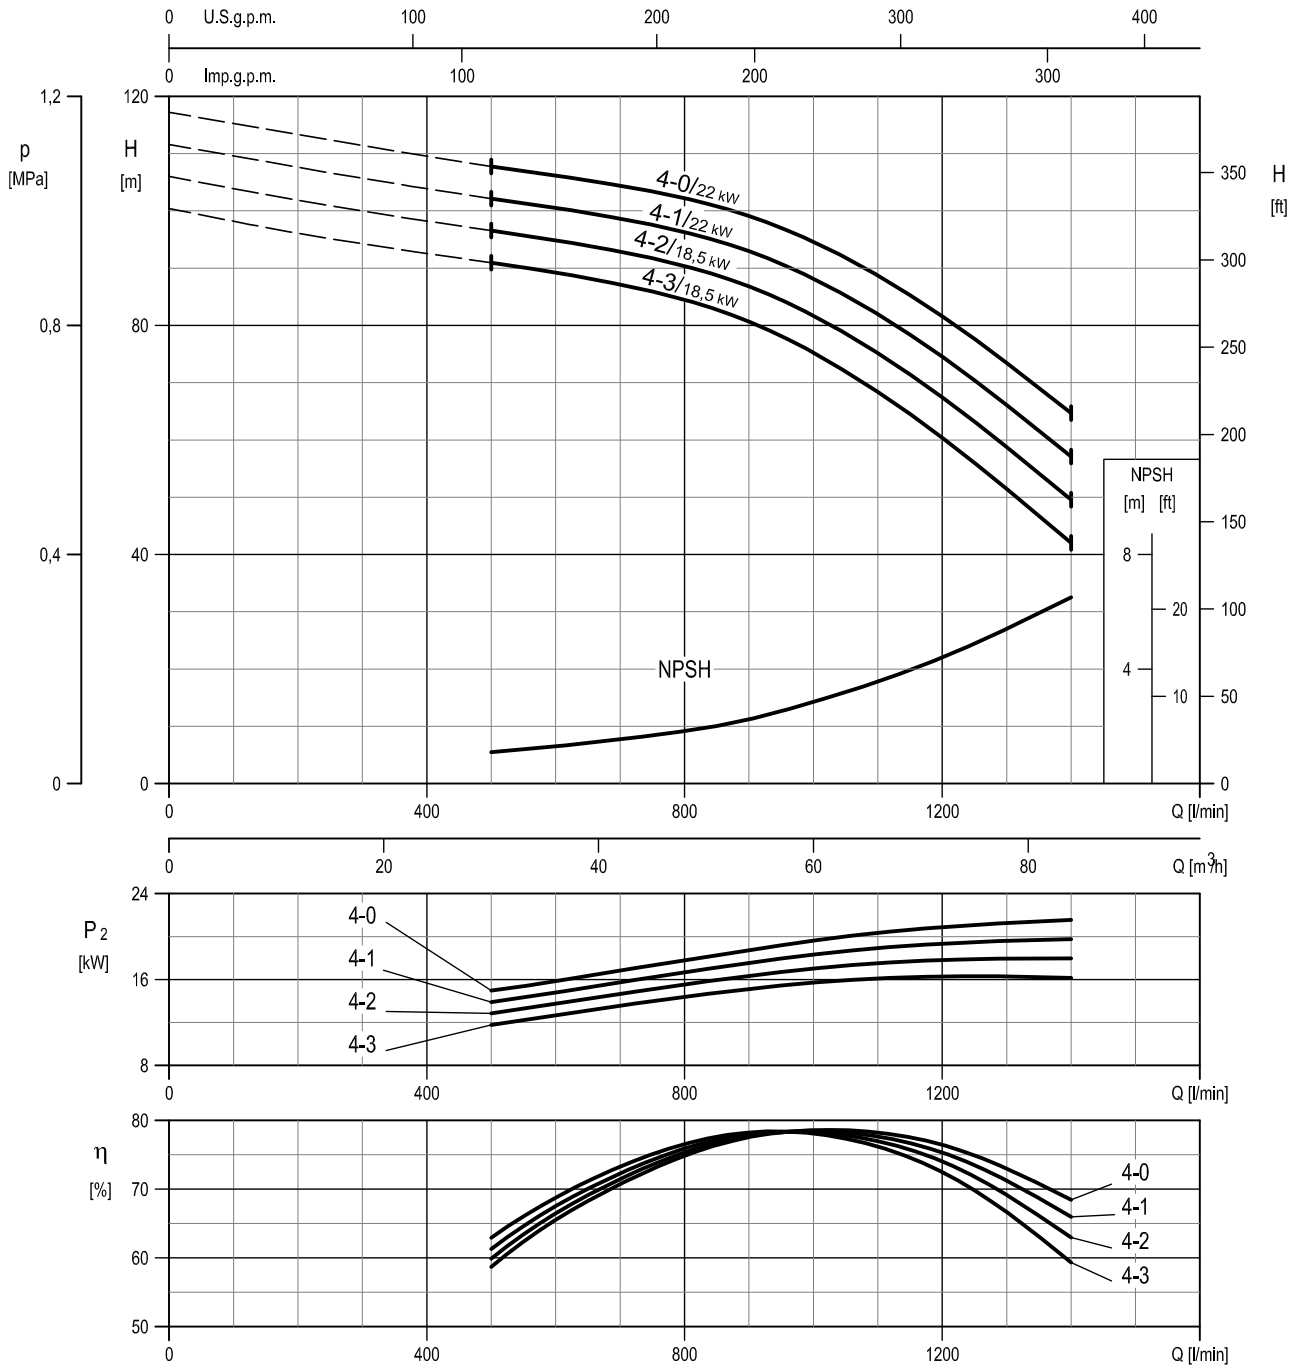 0 U.S.g.p.m. 100 200 300 400
0 Imp.g.p.m. 100 200 300
1,2 120
p H
[MPa] [m]
350 H
[ft]
4-0/22 kW
4-1/22 kW
4-2/18,5 kW
4-3/18,5 kW
300
0,8 80
250
200
NPSH
[m] [ft]
150
0,4 40 8
20 100
NPSH
4
10 50
0 0 0
0 400 800 1200 Q [l/min]
0 20 40 60 80 Q [m³/h]
24
P2
[kW]
4-0
4-1
16
4-2
4-3
8
0 400 800 1200 Q [l/min]
80
η
[%]
70
4-0
4-1
4-2
60
4-3
50
0 400 800 1200 Q [l/min]